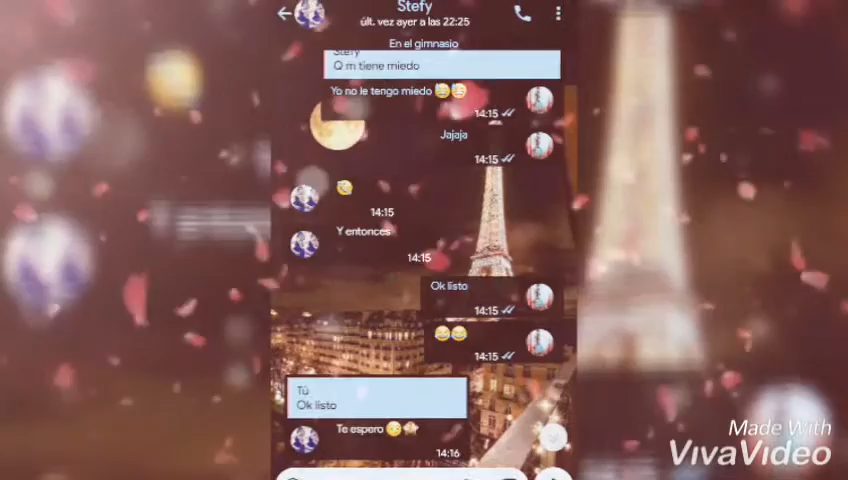 Stefy
últ. vez ayer a las 22:25
En el gimnasio
Stefy
Q m tiene miedo
Yo no le tengo miedo
14:15
Jajaja
14:15
14:15
Y entonces
14:15
Ok listo
14:15
14:15
Tú
Ok listo
Te espero
14:16
Made With
VivaVideo